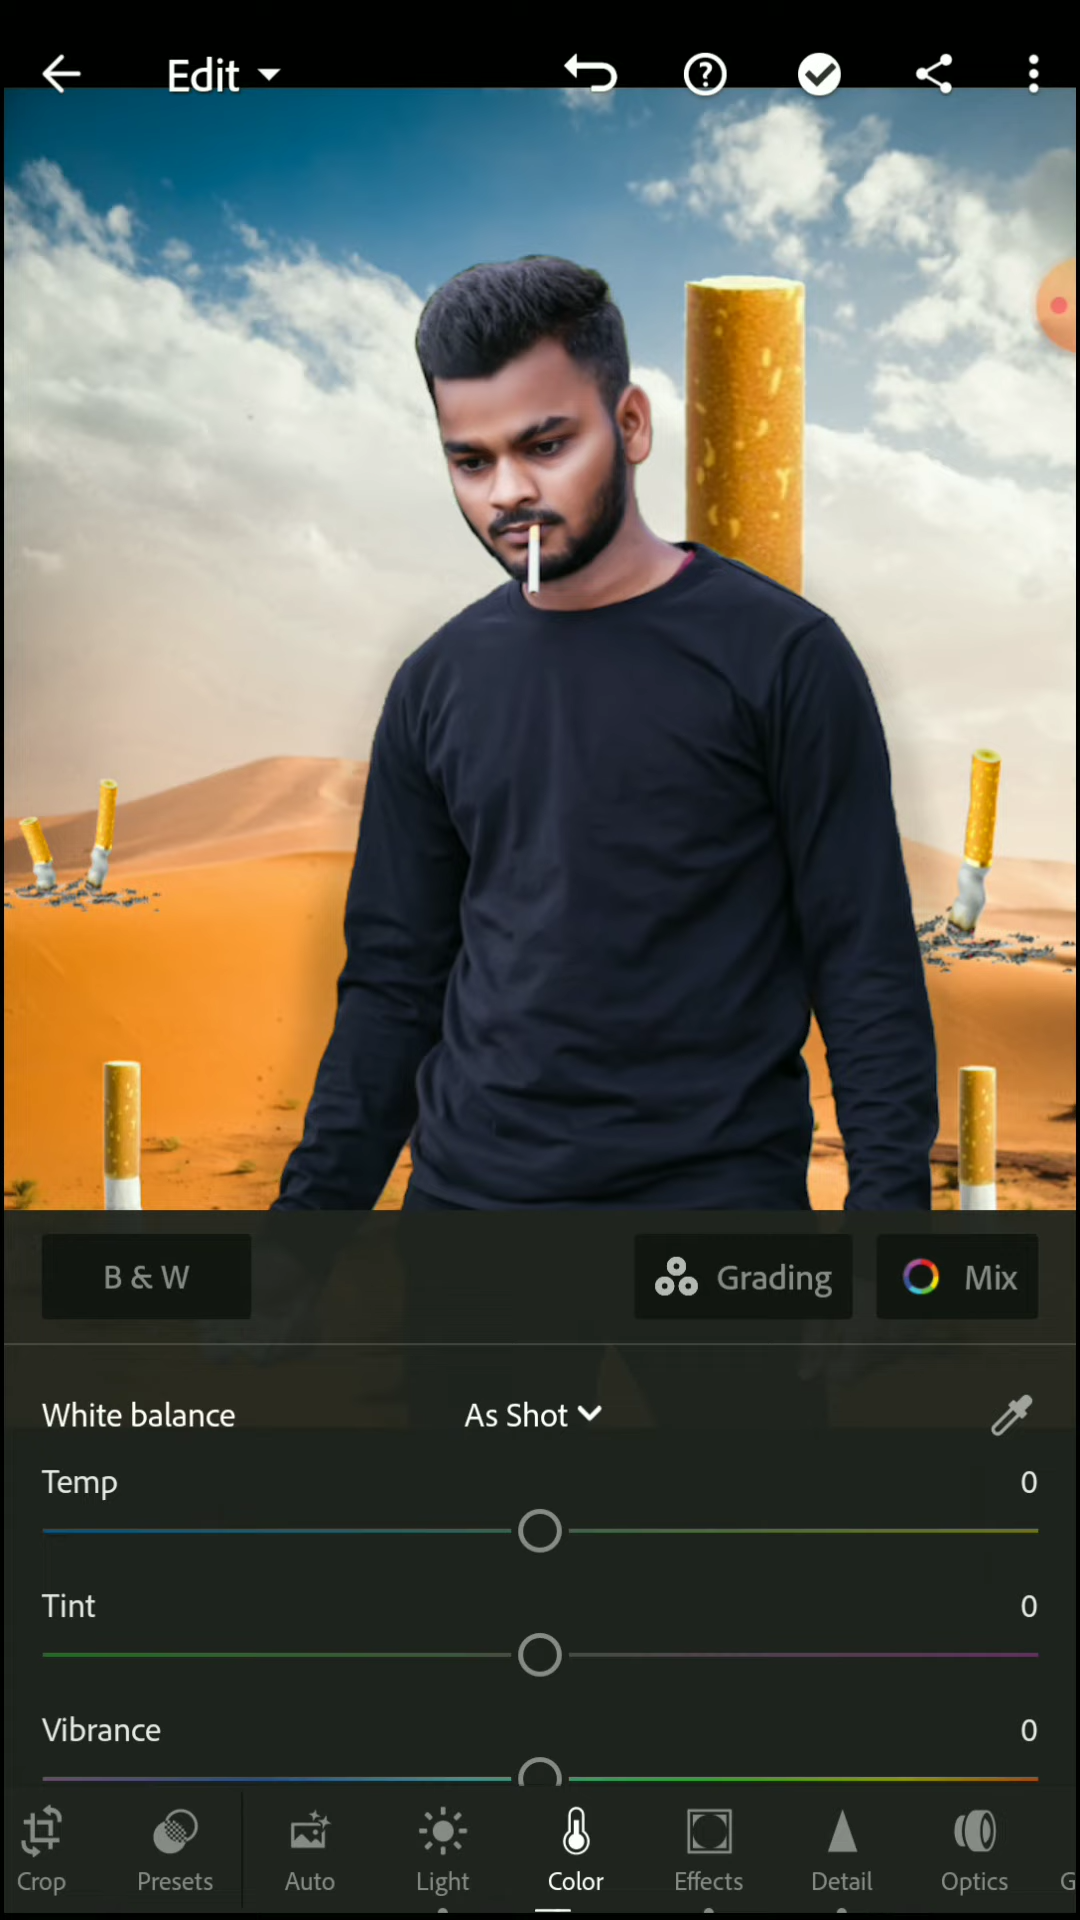 Edit
B & W
Grading
Mix
White balance
As Shot
Temp
0
Tint
0
Vibrance
0
Crop
Presets
Auto
Light
Color
Effects
Detail
Optics
G